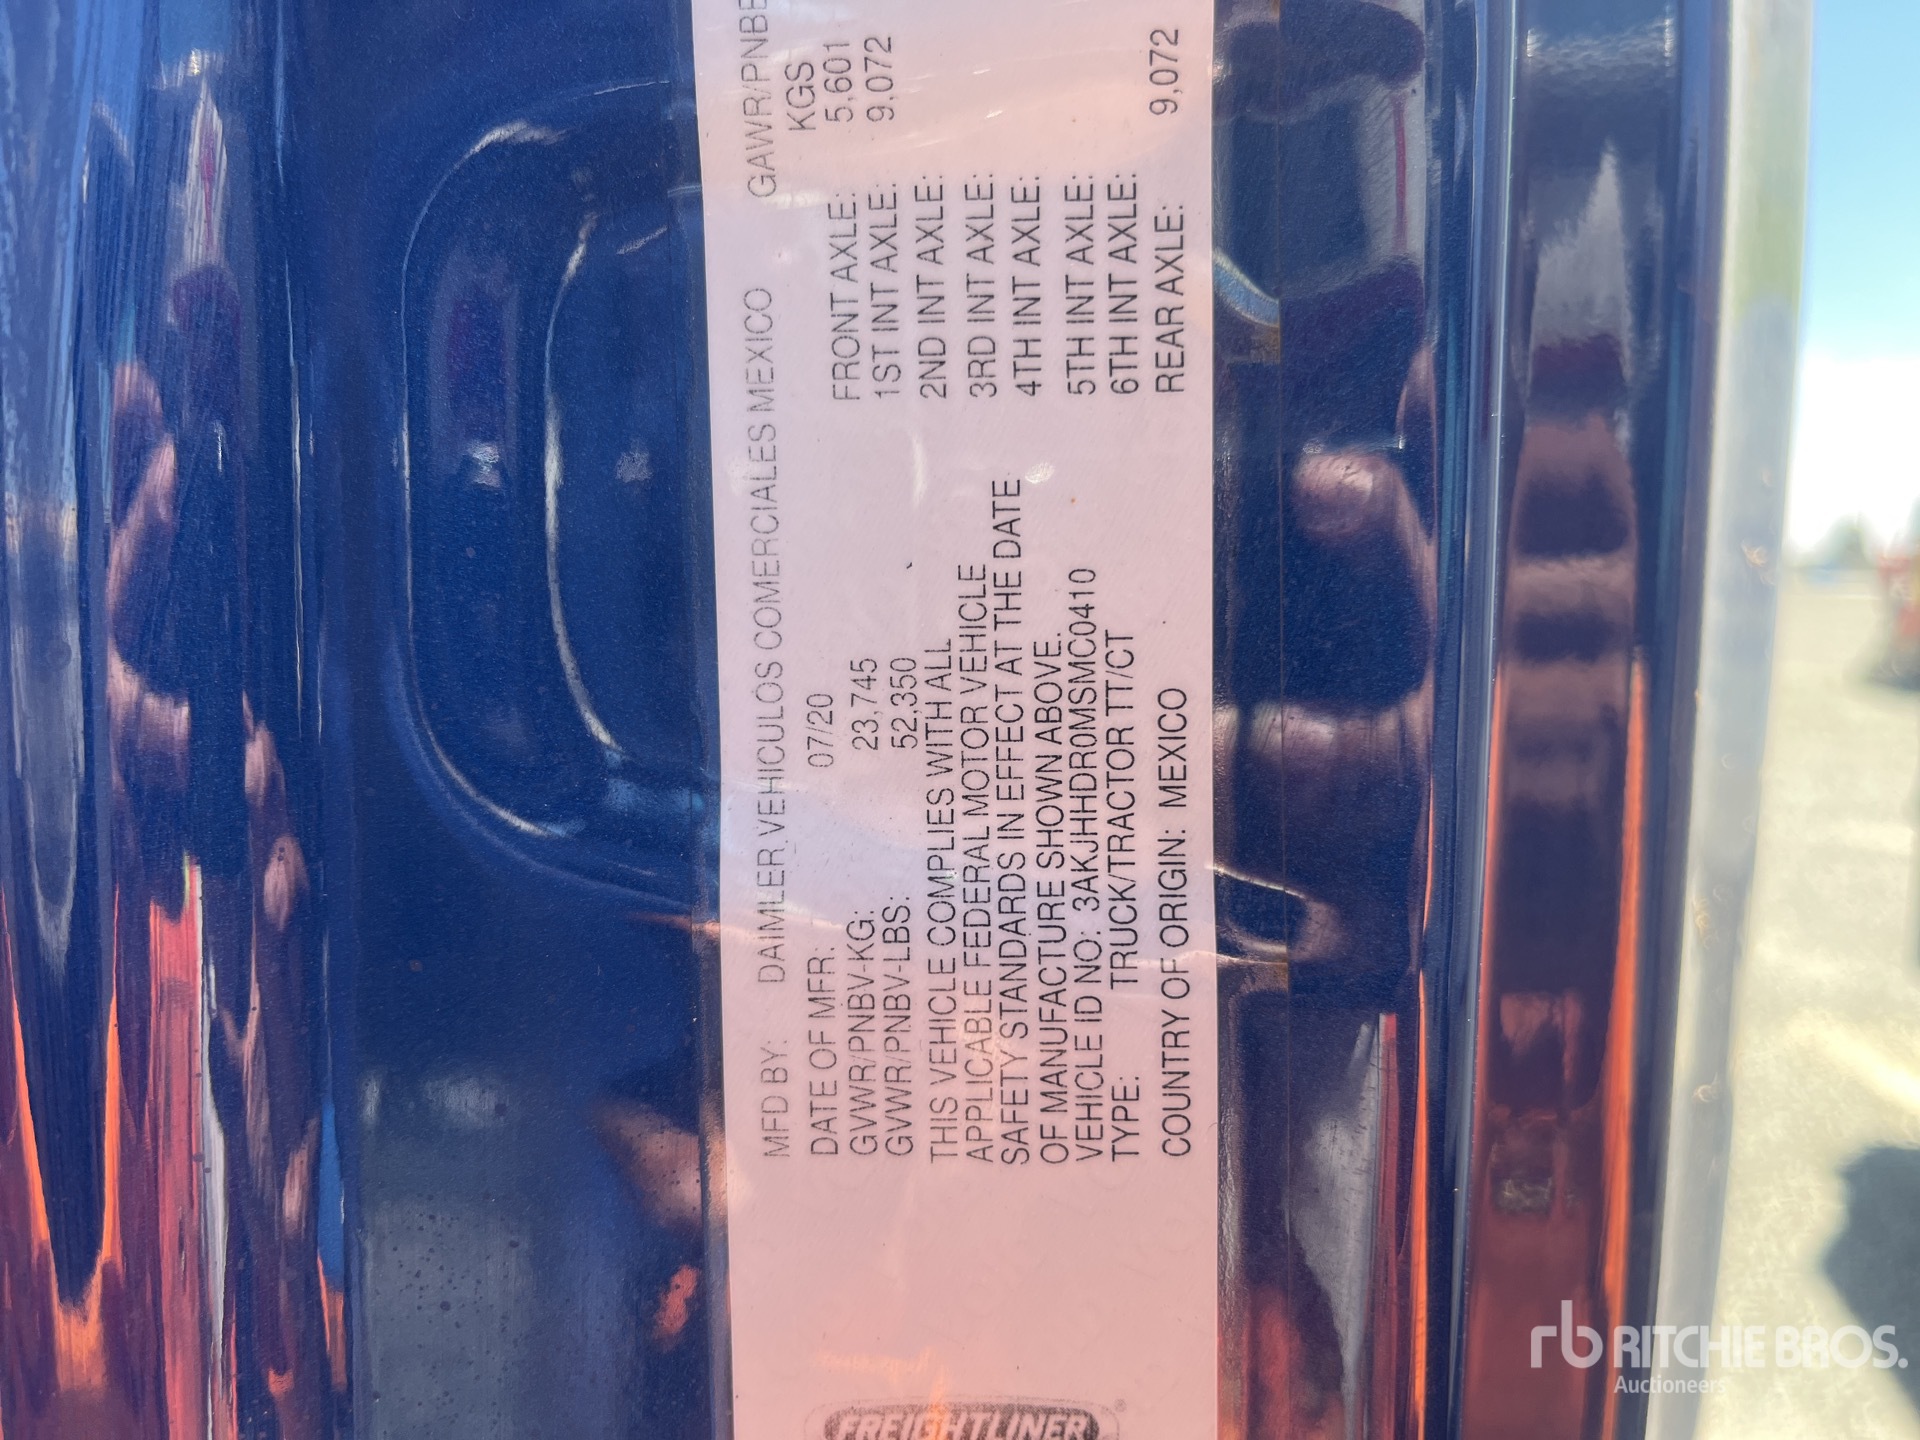 FREIGHTLINER®
MFD BY: DAIMLER VEHICULOS COMERCIALES MEXICO
DATE OF MFR: 07/20
GVWR/PNBV-KG: 23,745
GVWR/PNBV-LBS: 52,350
THIS VEHICLE COMPLIES WITH ALL
APPLICABLE FEDERAL MOTOR VEHICLE
SAFETY STANDARDS IN EFFECT AT THE DATE
OF MANUFACTURE SHOWN ABOVE.
VEHICLE ID NO: 3AKJHHDR0MSMC0410
TYPE: TRUCK/TRACTOR TT/CT
COUNTRY OF ORIGIN: MEXICO
GAWR/PNBE
KGS
FRONT AXLE: 5,601
1ST INT AXLE: 9,072
2ND INT AXLE:
3RD INT AXLE:
4TH INT AXLE:
5TH INT AXLE:
6TH INT AXLE:
REAR AXLE: 9,072
rb RITCHIE BROS.
Auctioneers